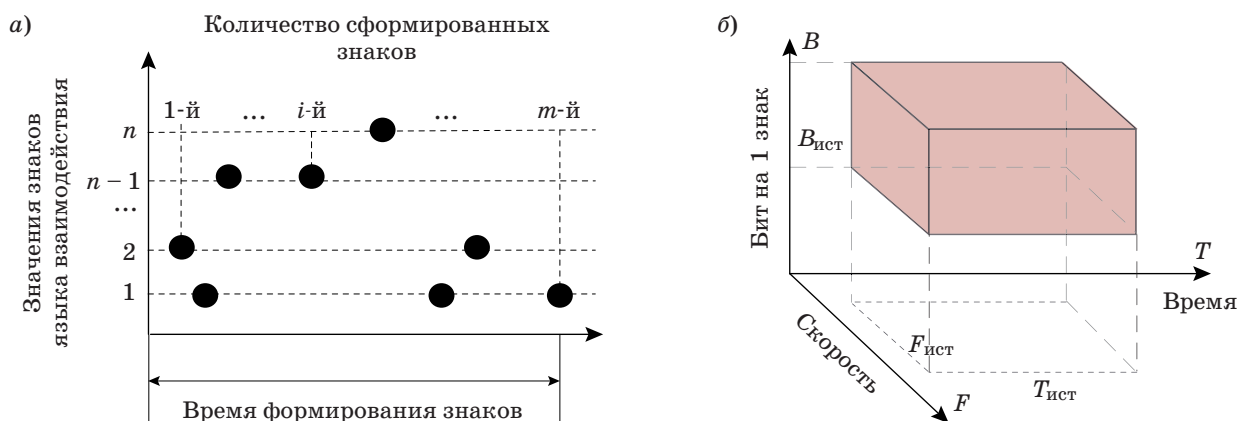 а)
Количество сформированных
знаков
Значения знаков
языка взаимодействия
1-й ... i-й ... m-й
n
n – 1
...
2
1
Время формирования знаков
б)
B
Бит на 1 знак
Bист
T
Время
Скорость
Fист
Tист
F